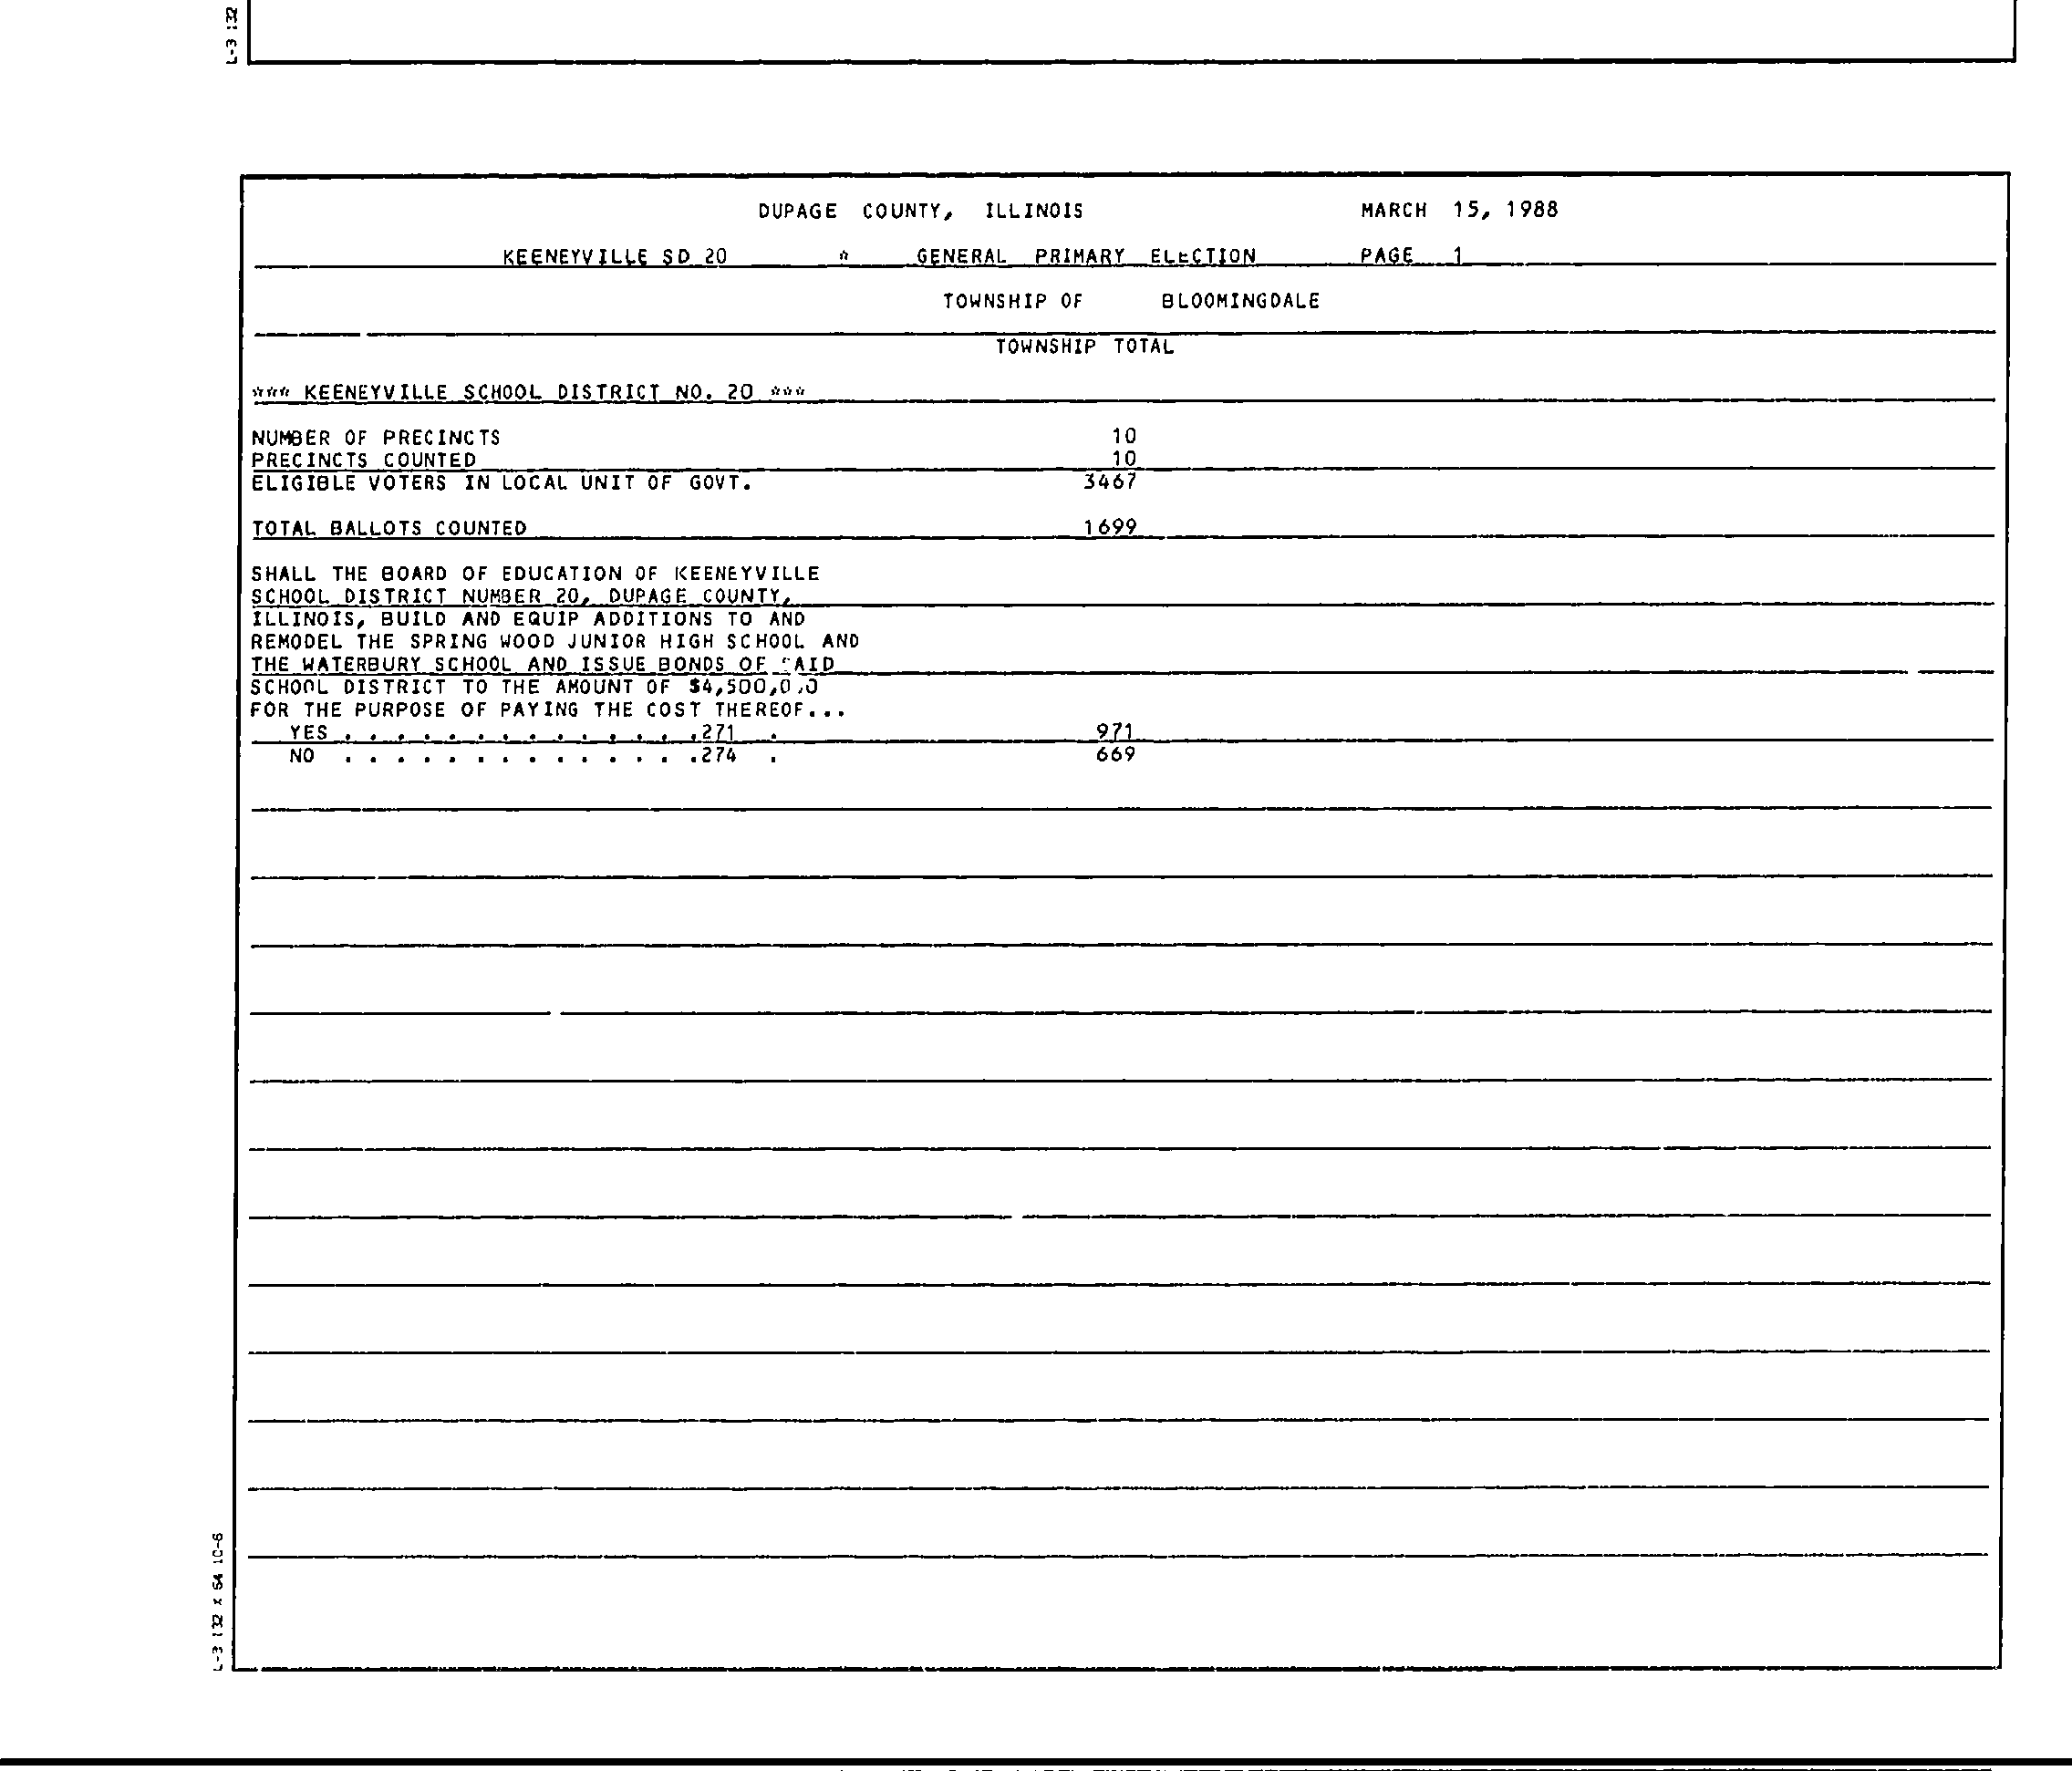 L-3 132
DUPAGE COUNTY, ILLINOIS MARCH 15, 1988
KEENEYVILLE SD 20 * GENERAL PRIMARY ELECTION PAGE 1
TOWNSHIP OF BLOOMINGDALE
TOWNSHIP TOTAL
*** KEENEYVILLE SCHOOL DISTRICT NO. 20 ***
NUMBER OF PRECINCTS 10
PRECINCTS COUNTED 10
ELIGIBLE VOTERS IN LOCAL UNIT OF GOVT. 3467
TOTAL BALLOTS COUNTED 1699
SHALL THE BOARD OF EDUCATION OF KEENEYVILLE
SCHOOL DISTRICT NUMBER 20, DUPAGE COUNTY,
ILLINOIS, BUILD AND EQUIP ADDITIONS TO AND
REMODEL THE SPRING WOOD JUNIOR HIGH SCHOOL AND
THE WATERBURY SCHOOL AND ISSUE BONDS OF SAID
SCHOOL DISTRICT TO THE AMOUNT OF $4,500,000
FOR THE PURPOSE OF PAYING THE COST THEREOF...
YES . . . . . . . . . . . . . .271 . 971
NO . . . . . . . . . . . . . .274 . 669
L-3 132 x 64 10-6